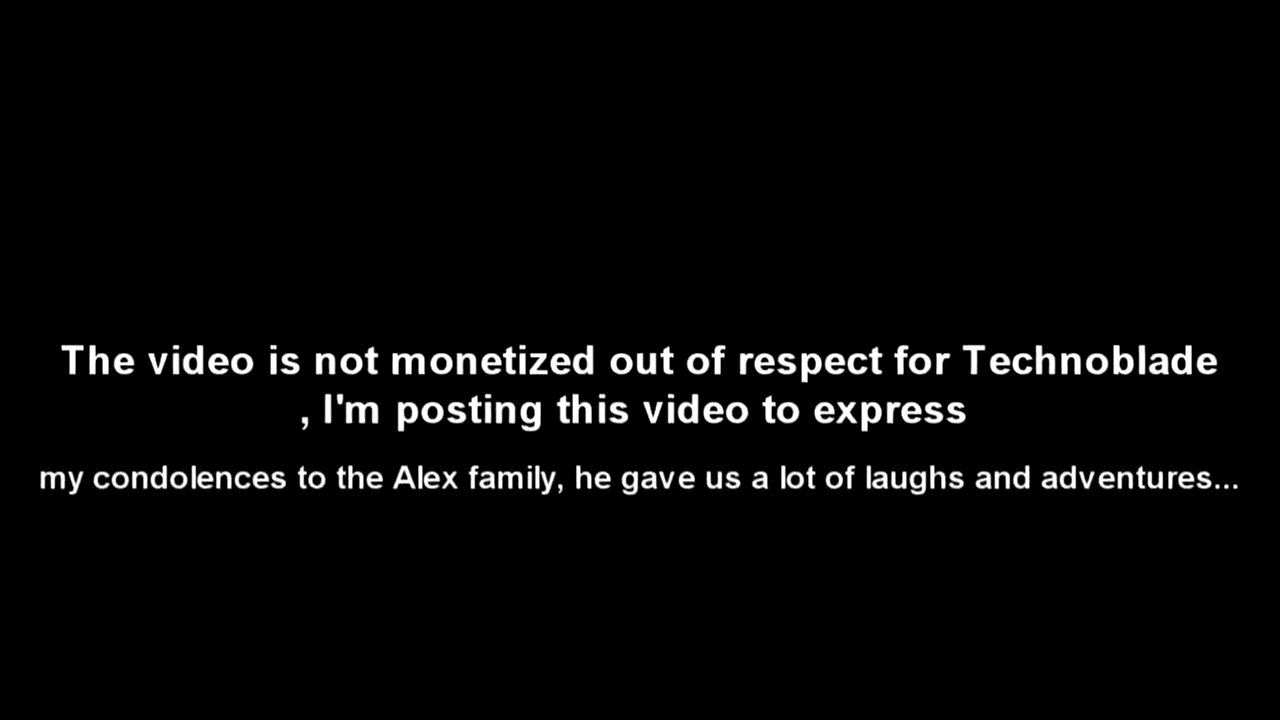 The video is not monetized out of respect for Technoblade
, I'm posting this video to express
my condolences to the Alex family, he gave us a lot of laughs and adventures...